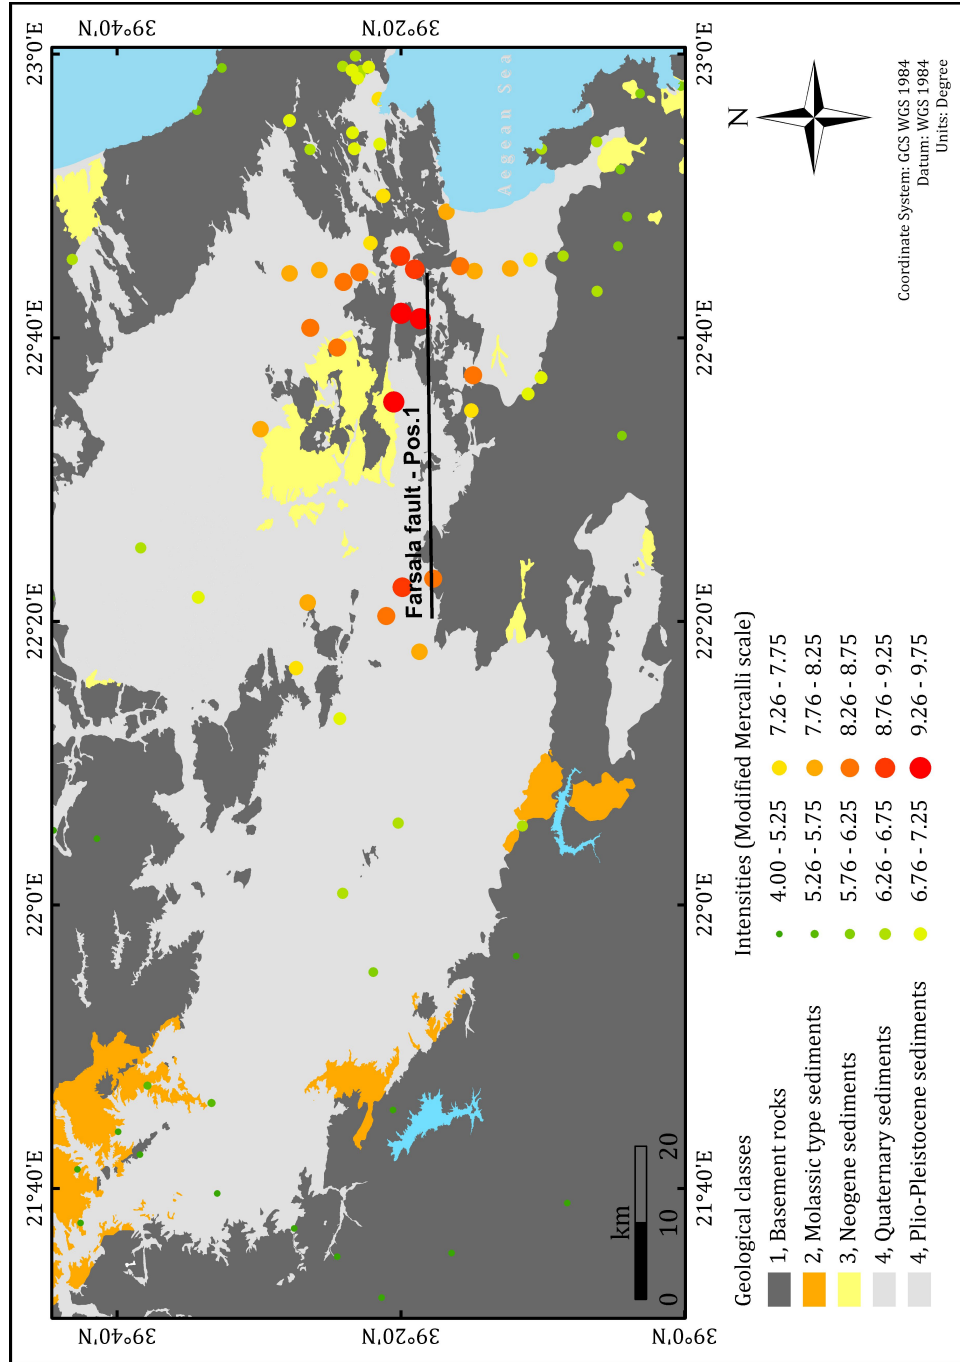 21°40'E
22°0'E
22°20'E
22°40'E
23°0'E
39°40'N
39°20'N
39°0'N
39°40'N
39°20'N
Aegean Sea
Farsala fault - Pos.1
km
0 10 20
N
Geological classes
1, Basement rocks
2, Molassic type sediments
3, Neogene sediments
4, Quaternary sediments
4, Plio-Pleistocene sediments
Intensities (Modified Mercalli scale)
4.00 - 5.25
5.26 - 5.75
5.76 - 6.25
6.26 - 6.75
6.76 - 7.25
7.26 - 7.75
7.76 - 8.25
8.26 - 8.75
8.76 - 9.25
9.26 - 9.75
Coordinate System: GCS WGS 1984
Datum: WGS 1984
Units: Degree